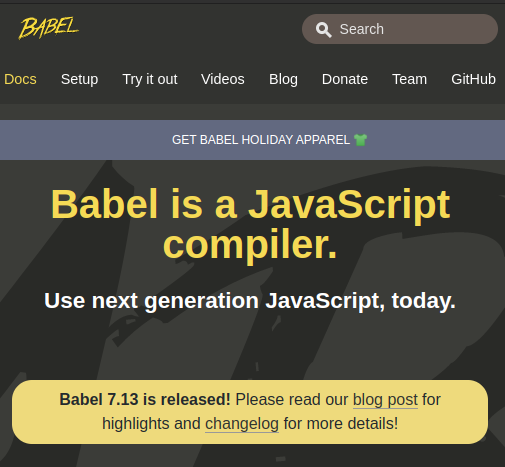 BABEL
Search
Docs Setup Try it out Videos Blog Donate Team GitHub
GET BABEL HOLIDAY APPAREL
Babel is a JavaScript
compiler.
Use next generation JavaScript, today.
Babel 7.13 is released! Please read our blog post for
highlights and changelog for more details!